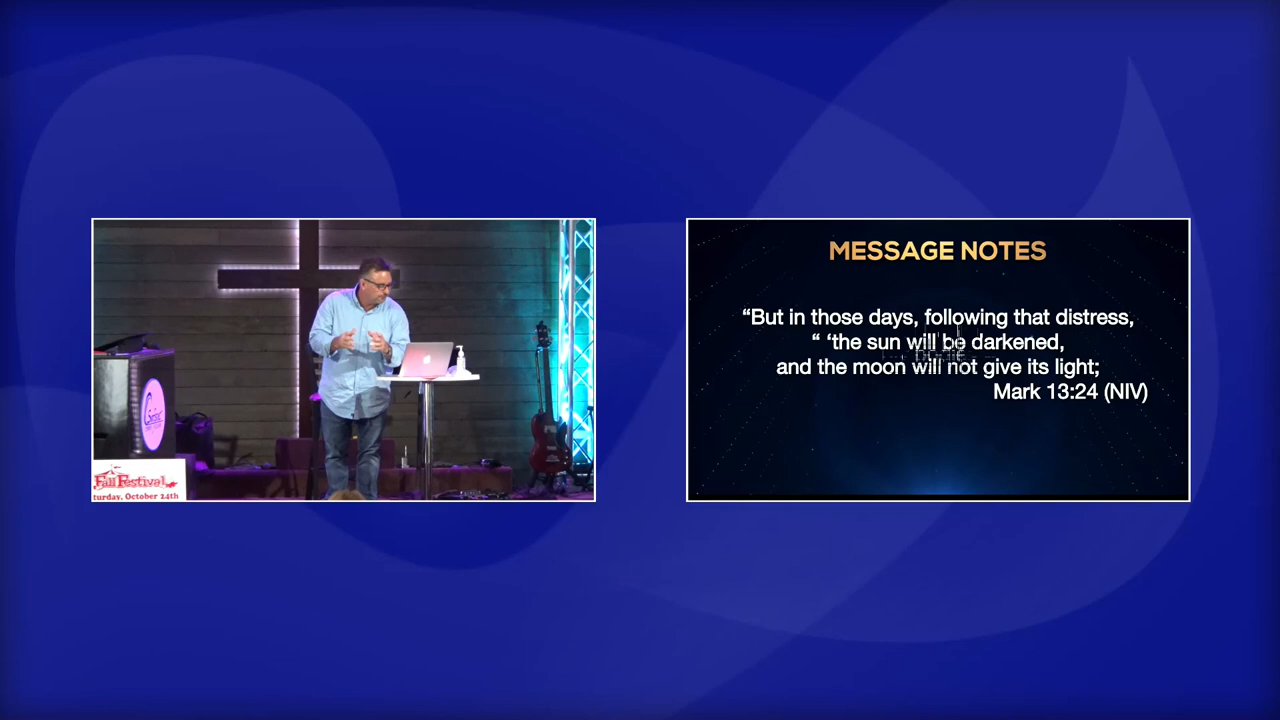 Fall Festival
turday, October 24th
MESSAGE NOTES
“But in those days, following that distress,
“ ‘the sun will be darkened,
and the moon will not give its light;
Mark 13:24 (NIV)